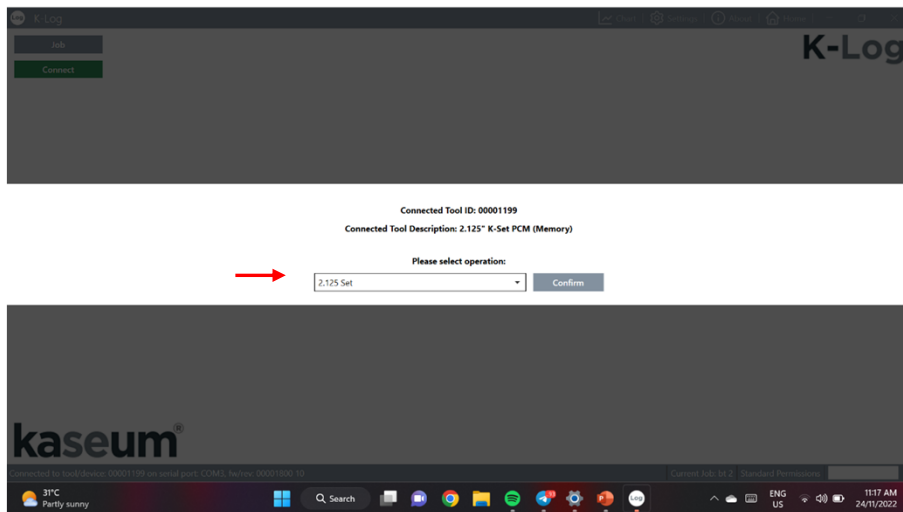 Log K-Log
Chart Settings About Home
Job
K-Log
Connect
Connected Tool ID: 00001199
Connected Tool Description: 2.125" K-Set PCM (Memory)
Please select operation:
2.125 Set
Confirm
kaseum®
Connected to tool/device: 00001199 on serial port: COM3, hw/rev: 00001890 10
Current Job: bt 2 Standard Permissions
31°C
Partly sunny
Search
Log
ENG
US
11:17 AM
24/11/2022